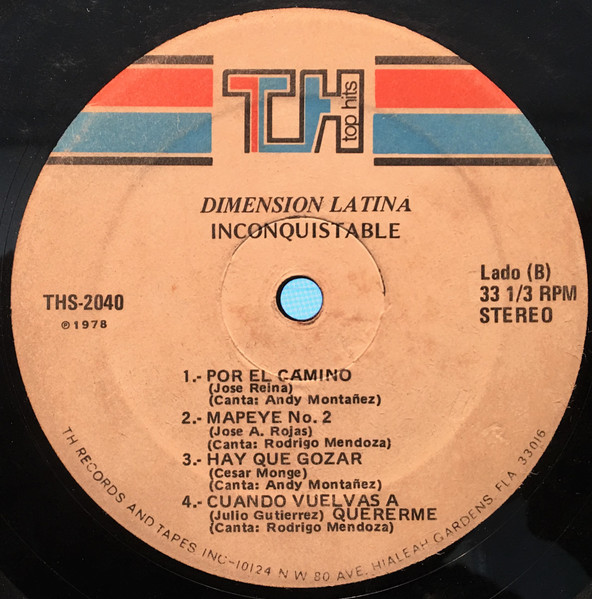 TH top hits
DIMENSION LATINA
INCONQUISTABLE
Lado (B)
33 1/3 RPM
STEREO
THS-2040
℗1978
1.- POR EL CAMINO
(Jose Reina)
(Canta: Andy Montañez)
2.- MAPEYE No. 2
(Jose A. Rojas)
(Canta: Rodrigo Mendoza)
3.- HAY QUE GOZAR
(Cesar Monge)
(Canta: Andy Montañez)
4.- CUANDO VUELVAS A
(Julio Gutierrez) QUERERME
(Canta: Rodrigo Mendoza)
TH RECORDS AND TAPES INC-10124 N W 80 AVE. HIALEAH GARDENS, FLA 33016